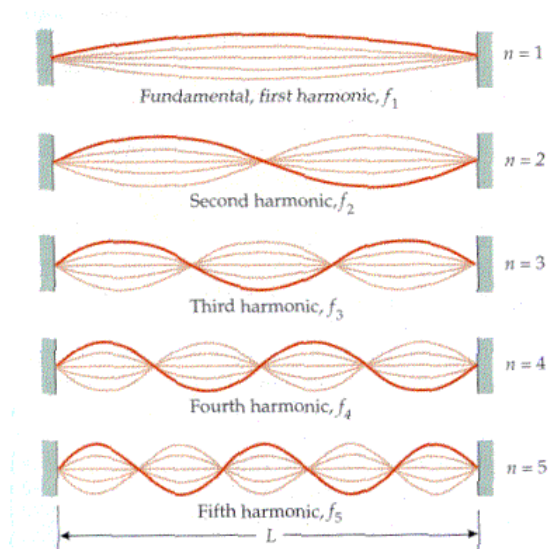 n = 1
Fundamental, first harmonic, f₁
n = 2
Second harmonic, f₂
n = 3
Third harmonic, f₃
n = 4
Fourth harmonic, f₄
n = 5
Fifth harmonic, f₅
L